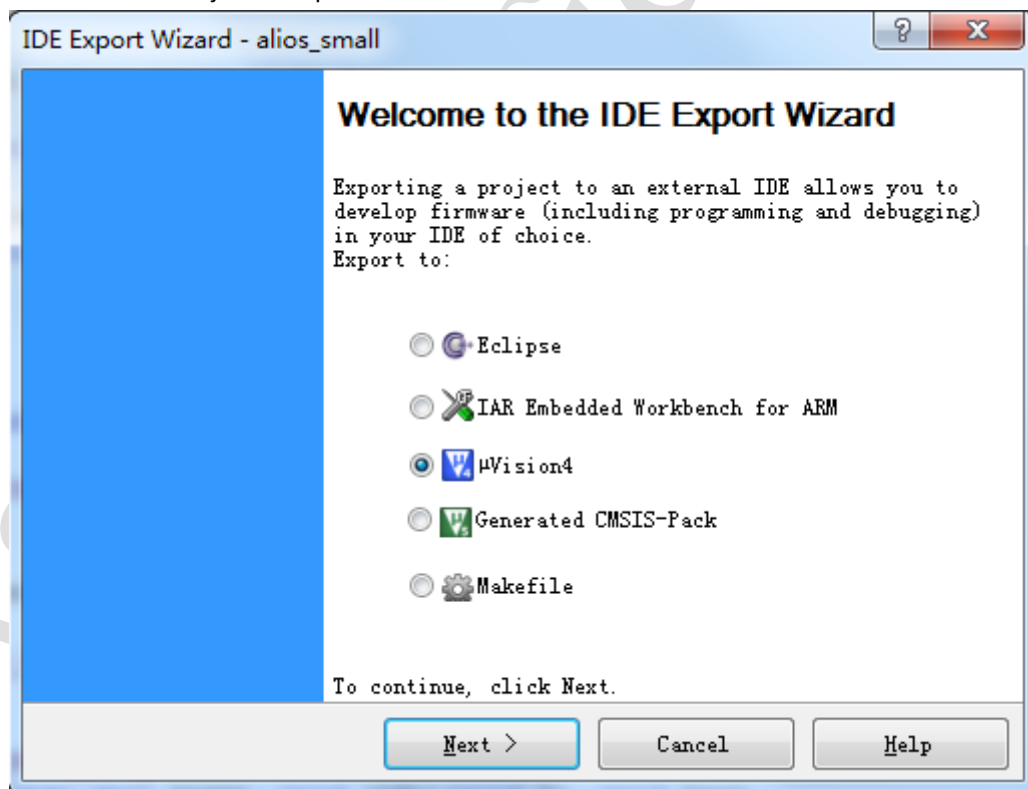 IDE Export Wizard - alios_small
Welcome to the IDE Export Wizard
Exporting a project to an external IDE allows you to
develop firmware (including programming and debugging)
in your IDE of choice.
Export to:
Eclipse
IAR Embedded Workbench for ARM
µVision4
Generated CMSIS-Pack
Makefile
To continue, click Next.
Next >
Cancel
Help